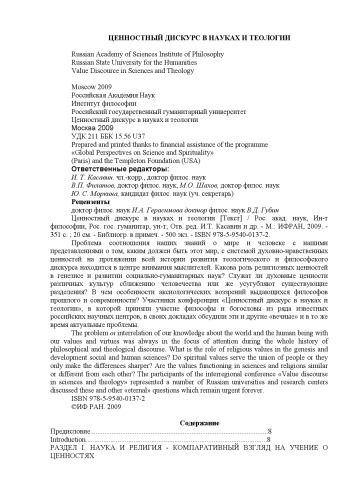 ЦЕННОСТНЫЙ ДИСКУРС В НАУКАХ И ТЕОЛОГИИ
Russian Academy of Sciences Institute of Philosophy
Russian State University for the Humanities
Value Discource in Sciences and Theology
Moscow 2009
Российская Академия Наук
Институт философии
Российский государственный гуманитарный университет
Ценностный дискурс в науках и теологии
Москва 2009
УДК 211 ББК 15.56 U37
Prepared and printed thanks to financial assistance of the programme
«Global Perspectives on Science and Spirituality»
(Paris) and the Templeton Foundation (USA)
Ответственные редакторы:
И. Т. Касавин. чл.-корр., доктор филос. наук
В.П. Филатов, доктор филос. наук, М.О. Шахов, доктор филос. наук
Ю. С. Моркина, кандидат филос. наук (уч. секретарь)
Рецензенты
доктор филос. наук И.А. Герасимова доктор филос. наук В.Д. Губин
Ценностный дискурс в науках и теологии [Текст] / Рос. акад. наук, Ин-т
философии, Рос. гос. гуманитар, ун-т; Отв. ред. И.Т. Касавин и др. - М.: ИФРАН, 2009. -
351 с. ; 20 см. - Библиогр. в примеч. - 500 экз. - ISBN 978-5-9540-0137-2.
Проблема соотношения наших знаний о мире и человеке с нашими
представлениями о том, каким должен быть этот мир, с системой духовно-нравственных
ценностей на протяжении всей истории развития теологического и философского
дискурса находится в центре внимания мыслителей. Какова роль религиозных ценностей
в генезисе и развитии социально-гуманитарных наук? Служат ли духовные ценности
различных культур сближению человечества или же усугубляют существующие
разделения? В чем особенности аксиологических воззрений выдающихся философов
прошлого и современности? Участники конференции «Ценностный дискурс в науках и
теологии», в которой приняли участие философы и богословы из ряда известных
российских научных центров, в своих докладах обсудили эти и другие «вечные» и в то же
время актуальные проблемы.
The problem o interrelation of our knowledge about the world and the human being with
our values and virtues was always in the focus of attention during the whole history of
philosophical and theological discourse. What is the role of religious values in the genesis and
development social and human sciences? Do spiritual values serve the union of people or they
only make the differences sharper? Are the values functioning in sciences and religions similar
or different from each other? The participants of the interregional conference «Value discourse
in sciences and theology» represented a number of Russian universities and research centers
discussed these and other «eternal» questions which remain urgent forever.
ISBN 978-5-9540-0137-2
©ИФ РАН. 2009
Содержание
Предисловие.......................................................................................8
Introduction.......................................................................................8
РАЗДЕЛ I. НАУКА И РЕЛИГИЯ - КОМПАРАТИВНЫЙ ВЗГЛЯД НА УЧЕНИЕ О
ЦЕННОСТЯХ